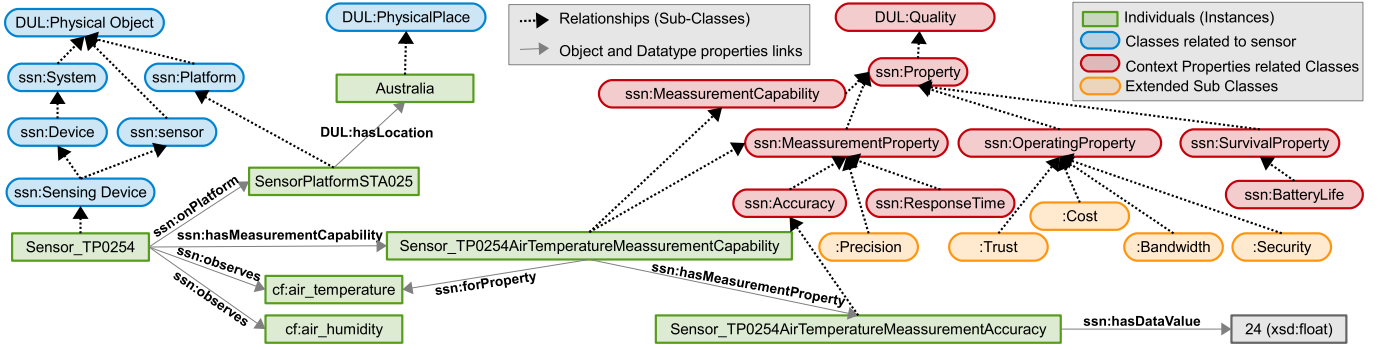 DUL:Physical Object
DUL:PhysicalPlace
Relationships (Sub-Classes)
Object and Datatype properties links
DUL:Quality
Individuals (Instances)
Classes related to sensor
Context Properties related Classes
Extended Sub Classes
ssn:System
ssn:Platform
Australia
ssn:MeassurementCapability
ssn:Property
ssn:Device
ssn:sensor
DUL:hasLocation
ssn:MeassurementProperty
ssn:OperatingProperty
ssn:SurvivalProperty
ssn:Sensing Device
ssn:onPlatform
SensorPlatformSTA025
ssn:Accuracy
ssn:ResponseTime
ssn:BatteryLife
:Cost
Sensor_TP0254
ssn:hasMeasurementCapability
Sensor_TP0254AirTemperatureMeassurementCapability
:Precision
:Trust
:Bandwidth
:Security
ssn:observes
cf:air_temperature
ssn:forProperty
ssn:hasMeasurementProperty
ssn:observes
cf:air_humidity
Sensor_TP0254AirTemperatureMeassurementAccuracy
ssn:hasDataValue
24 (xsd:float)